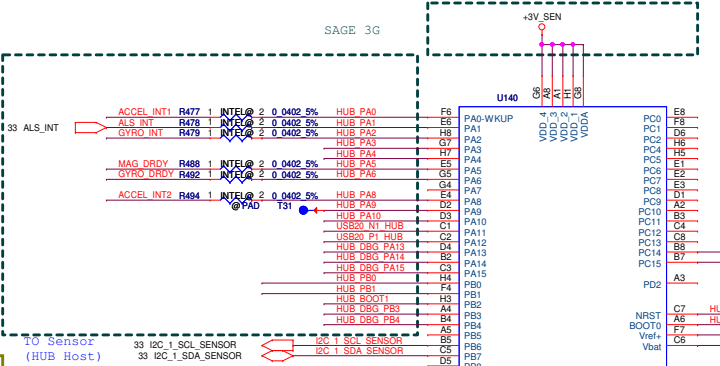 SAGE 3G
+3V_SEN
G6 A8 A1 H1 G8
U140
VDD_4 VDD_3 VDD_2 VDD_1 VDDA
ACCEL_INT1 R477 1 INTEL@ 2 0_0402_5% HUB_PA0 F6 PA0-WKUP PC0 E8
33 ALS_INT ALS_INT R478 1 INTEL@ 2 0_0402_5% HUB_PA1 E6 PA1 PC1 F8
GYRO_INT R479 1 INTEL@ 2 0_0402_5% HUB_PA2 H8 PA2 PC2 D6
HUB_PA3 G7 PA3 PC4 H6
HUB_PA4 H7 PA4 PC5 H5
MAG_DRDY R488 1 INTEL@ 2 0_0402_5% HUB_PA5 E5 PA5 PC6 E1
GYRO_DRDY R492 1 INTEL@ 2 0_0402_5% HUB_PA6 G5 PA6 PC7 E2
G4 PA7 PC8 E3
ACCEL_INT2 R494 1 INTEL@ 2 0_0402_5% HUB_PA8 E4 PA8 PC9 D1
@PAD T31 HUB_PA9 D2 PA9 PC10 A2
HUB_PA10 D3 PA10 PC11 B3
USB20_N1_HUB C1 PA11 PC12 C4
USB20_P1_HUB C2 PA12 PC13 C8
HUB_DBG_PA13 D4 PA13 PC14 B8
HUB_DBG_PA14 B2 PA14 PC15 B7
HUB_DBG_PA15 C3 PA15
HUB_PB0 H4 PB0 PD2 A3
HUB_PB1 F4 PB1
HUB_BOOT1 H3 PB2
HUB_DBG_PB3 A4 PB3 NRST C7 HU
HUB_DBG_PB4 B4 PB4 BOOT0 A6 HU
A5 PB5 Vref+ F7
TO Sensor
(HUB Host)
33 I2C_1_SCL_SENSOR I2C_1_SCL_SENSOR B5 PB6 Vbat C6
33 I2C_1_SDA_SENSOR I2C_1_SDA_SENSOR C5 PB7
D5